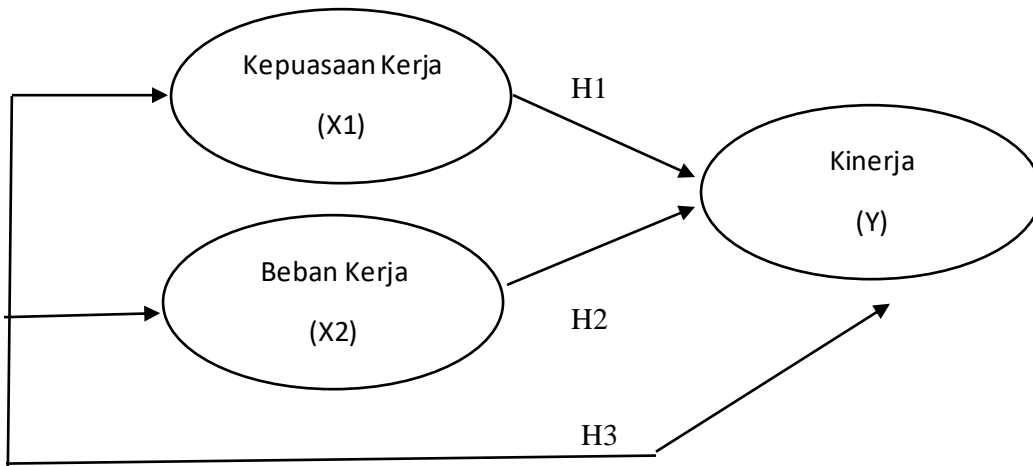 Kepuasaan Kerja
(X1)
H1
Kinerja
(Y)
Beban Kerja
(X2)
H2
H3